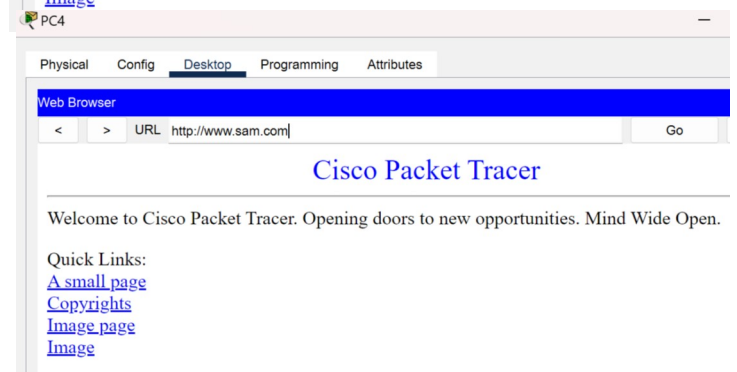 Image
PC4
Physical Config Desktop Programming Attributes
Web Browser
< > URL http://www.sam.com Go
Cisco Packet Tracer
Welcome to Cisco Packet Tracer. Opening doors to new opportunities. Mind Wide Open.
Quick Links:
A small page
Copyrights
Image page
Image